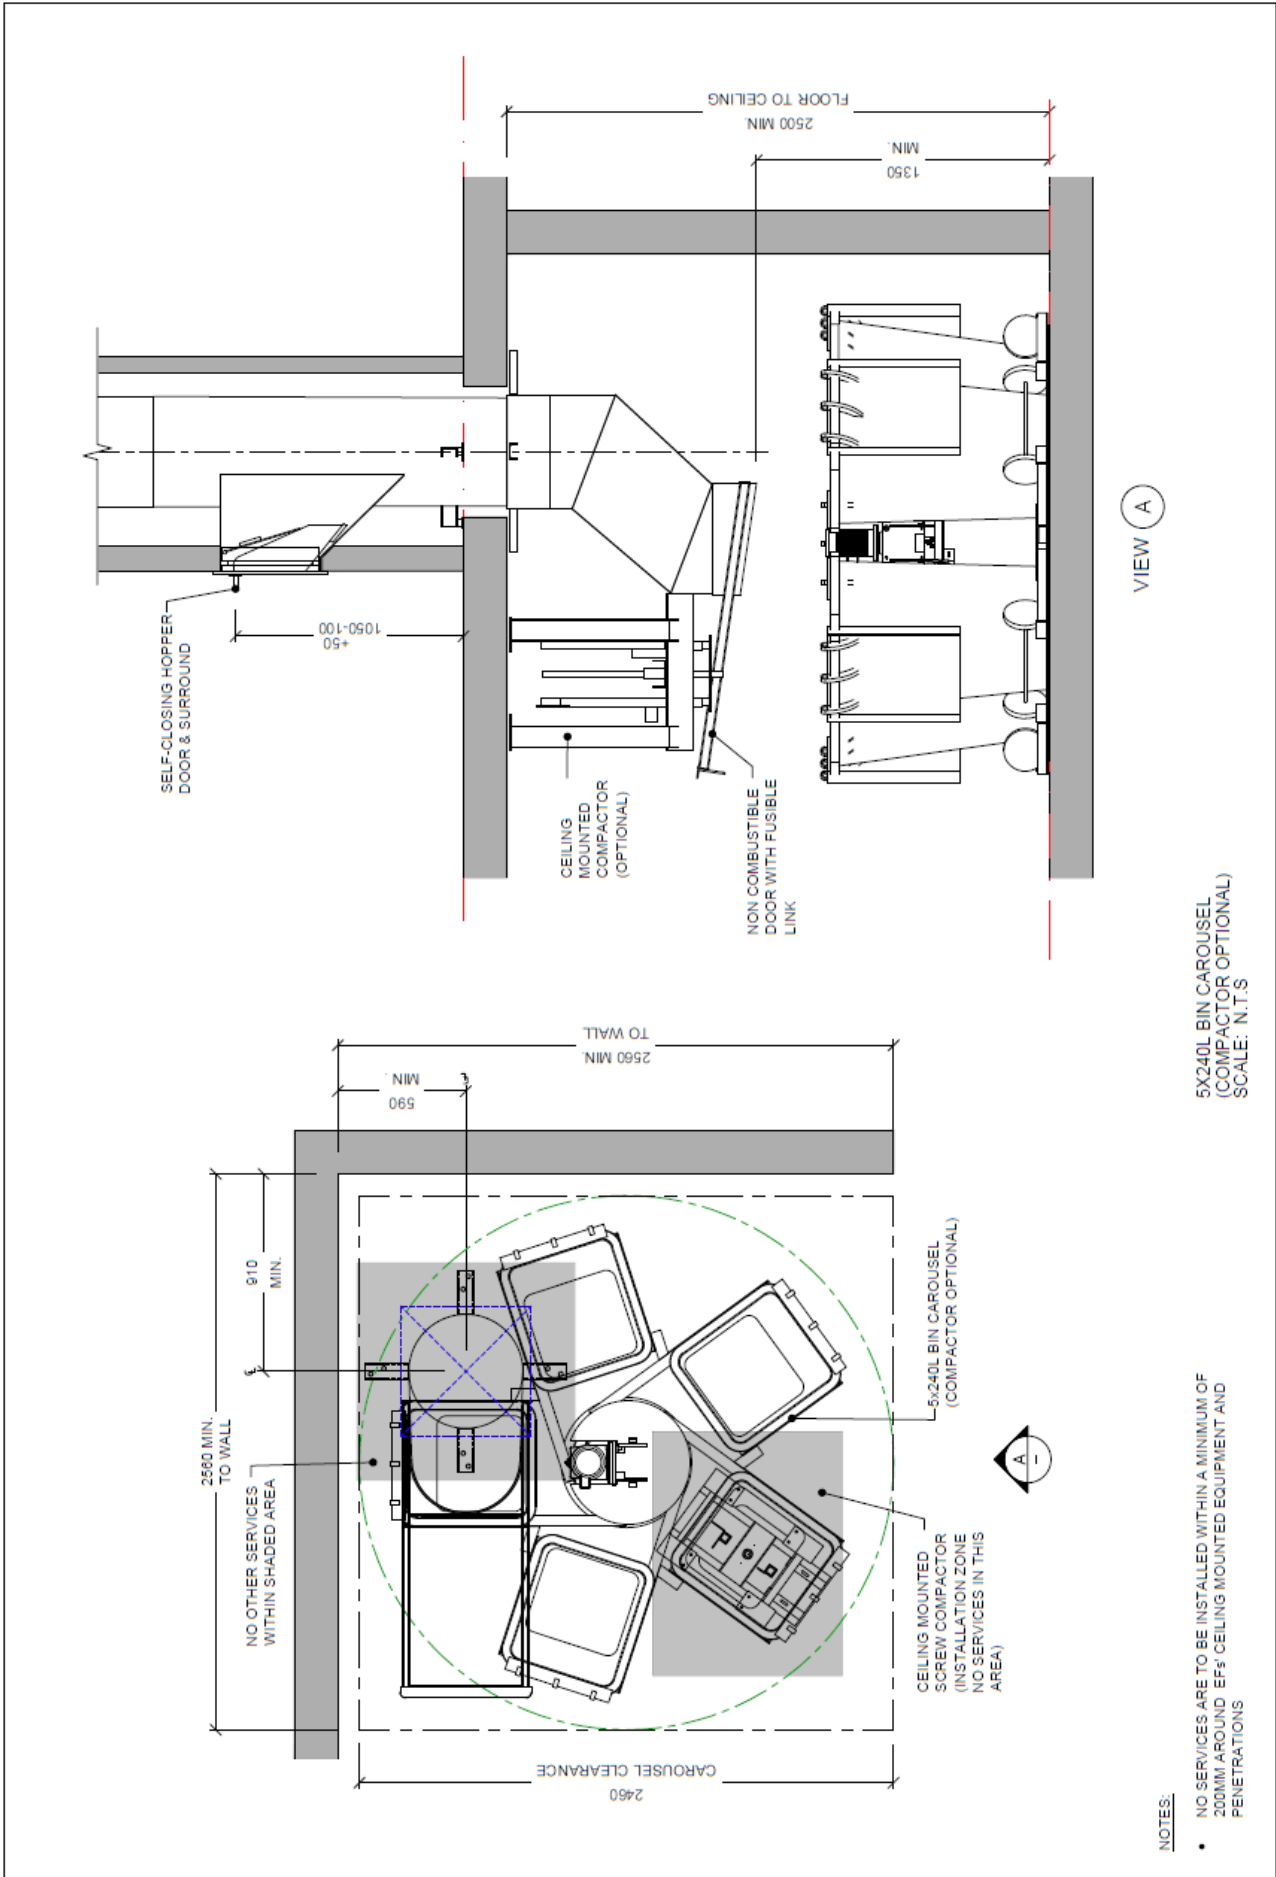 2560 MIN.
TO WALL
910
MIN.
NO OTHER SERVICES
WITHIN SHADED AREA
2460
CAROUSEL CLEARANCE
590
MIN.
2560 MIN.
TO WALL
CEILING MOUNTED
SCREW COMPACTOR
(INSTALLATION ZONE
NO SERVICES IN THIS
AREA)
5x240L BIN CAROUSEL
(COMPACTOR OPTIONAL)
A
–
SELF-CLOSING HOPPER
DOOR & SURROUND
+50
1050-100
CEILING
MOUNTED
COMPACTOR
(OPTIONAL)
NON COMBUSTIBLE
DOOR WITH FUSIBLE
LINK
2500 MIN.
FLOOR TO CEILING
1350
MIN.
VIEW A
NOTES:
• NO SERVICES ARE TO BE INSTALLED WITHIN A MINIMUM OF
200MM AROUND EFs' CEILING MOUNTED EQUIPMENT AND
PENETRATIONS
5X240L BIN CAROUSEL
(COMPACTOR OPTIONAL)
SCALE: N.T.S